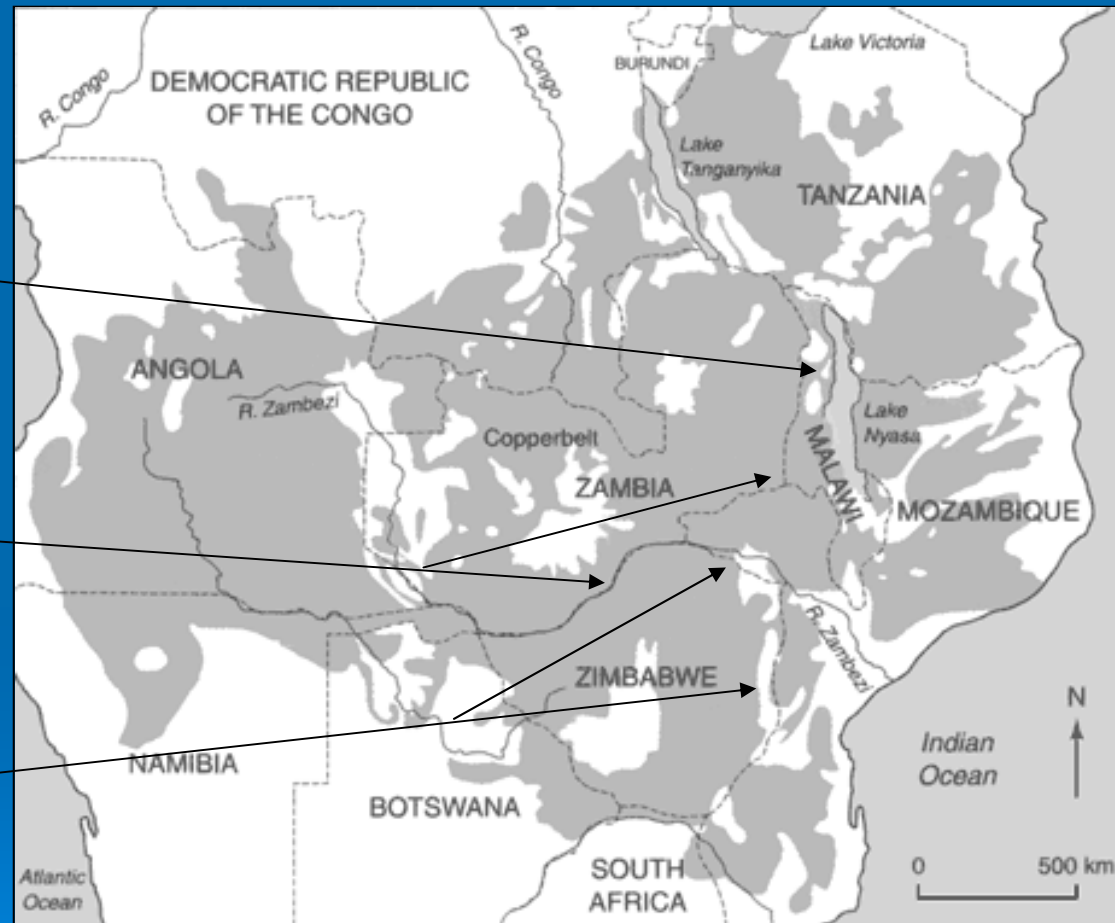 Lake Victoria
R. Congo
R. Congo
BURUNDI
DEMOCRATIC REPUBLIC
OF THE CONGO
Lake
Tanganyika
TANZANIA
ANGOLA
R. Zambezi
Copperbelt
Lake
Nyasa
MALAWI
ZAMBIA
MOZAMBIQUE
R. Zambezi
ZIMBABWE
N
Indian
Ocean
NAMIBIA
BOTSWANA
SOUTH
AFRICA
0 500 km
Atlantic
Ocean